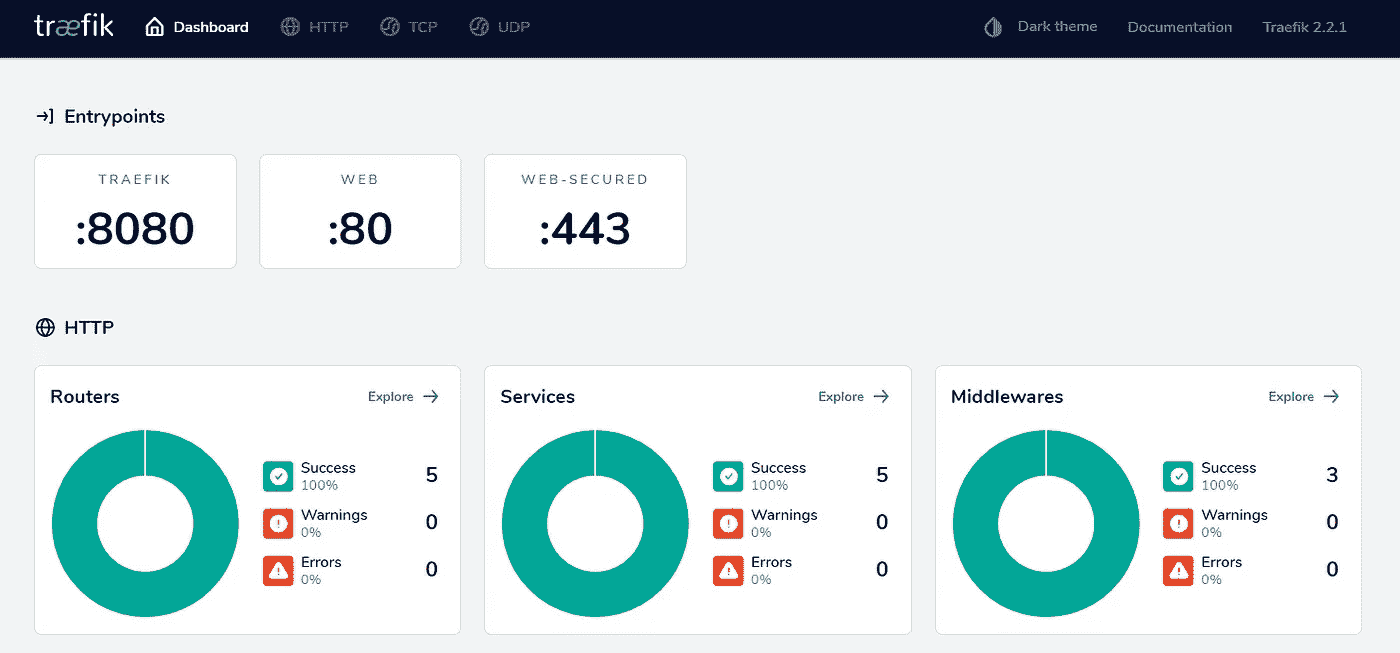 træfik Dashboard HTTP TCP UDP Dark theme Documentation Traefik 2.2.1
Entrypoints
TRAEFIK WEB WEB-SECURED
:8080 :80 :443
HTTP
Routers Explore
Success 5
100%
Warnings 0
0%
Errors 0
0%
Services Explore
Success 5
100%
Warnings 0
0%
Errors 0
0%
Middlewares Explore
Success 3
100%
Warnings 0
0%
Errors 0
0%